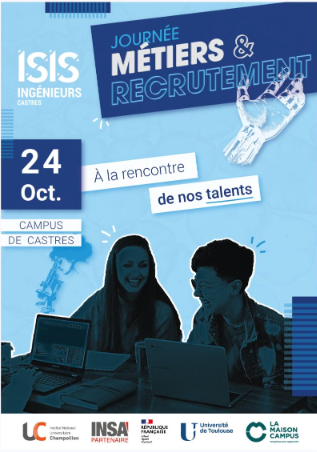 JOURNÉE
MÉTIERS &
RECRUTEMENT
ISIS
INGÉNIEURS
CASTRES
24
Oct.
À la rencontre
de nos talents
CAMPUS
DE CASTRES
UC
Institut National
Universitaire
Champollion
INSA
PARTENAIRE
RÉPUBLIQUE
FRANÇAISE
Université
de Toulouse
LA
MAISON
CAMPUS